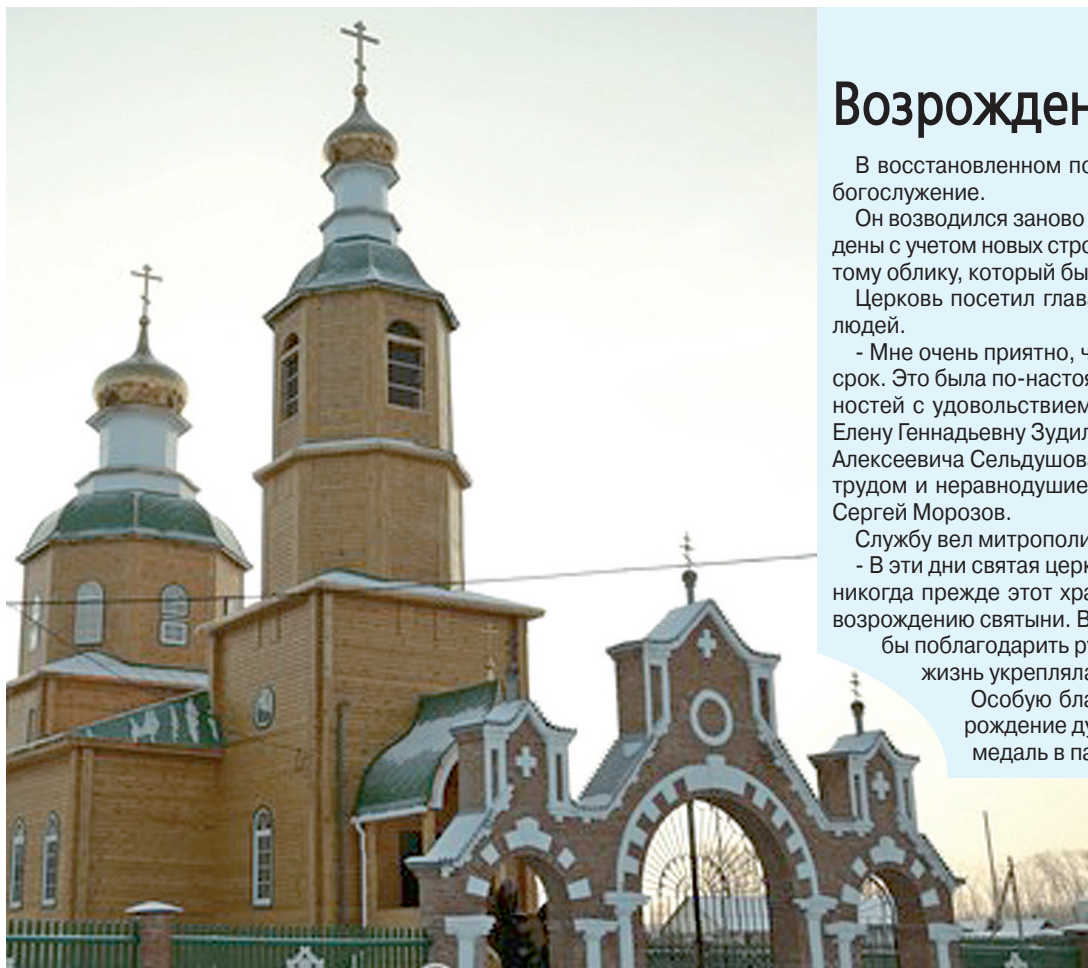 Возрожден
В восстановленном по
богослужение.
Он возводился заново
дены с учетом новых стро
тому облику, который бы
Церковь посетил глав
людей.
- Мне очень приятно, ч
срок. Это была по-настоя
ностей с удовольствием
Елену Геннадьевну Зудил
Алексеевича Сельдушова
трудом и неравнодушие
Сергей Морозов.
Службу вел митрополи
- В эти дни святая церк
никогда прежде этот хра
возрождению святыни. В
бы поблагодарить р
жизнь укрепляла
Особую бла
рождение ду
медаль в па